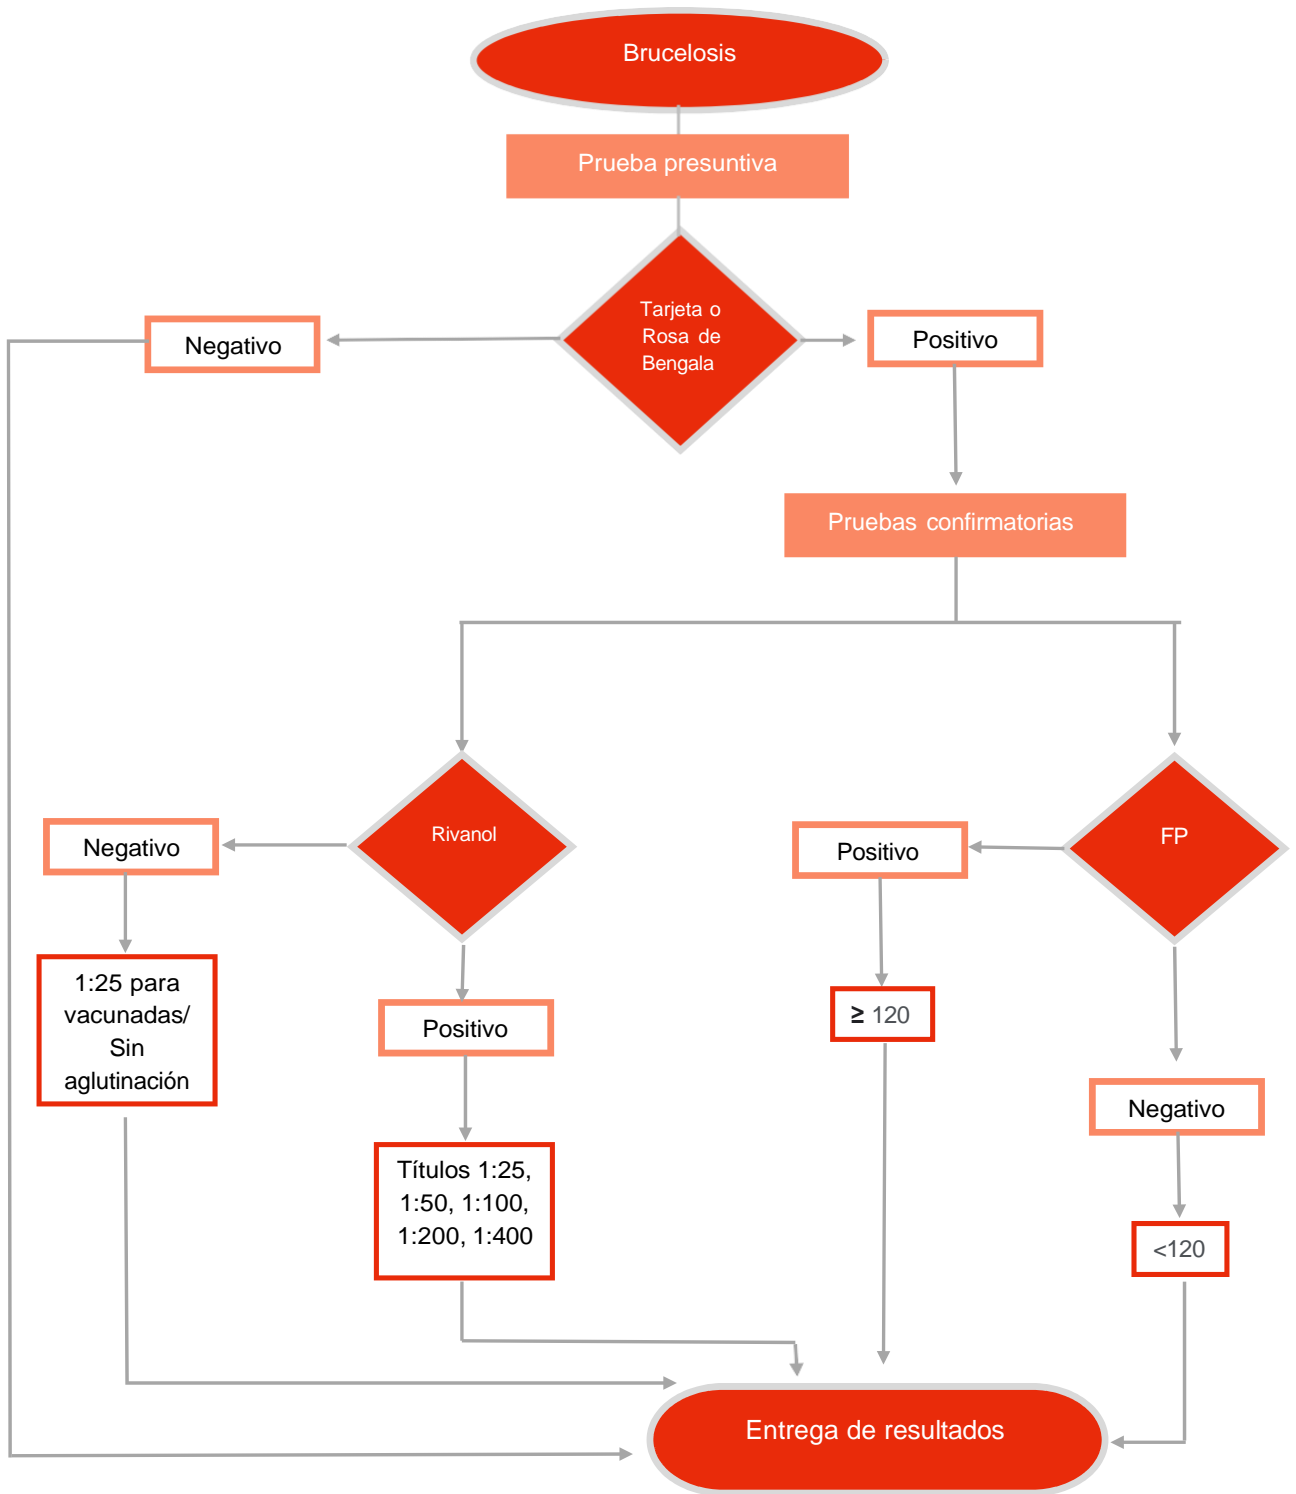 Brucelosis
Prueba presuntiva
Tarjeta o
Rosa de
Bengala
Negativo
Positivo
Pruebas confirmatorias
Rivanol
FP
Negativo
Positivo
1:25 para
vacunadas/
Sin
aglutinación
Positivo
≥ 120
Negativo
Títulos 1:25,
1:50, 1:100,
1:200, 1:400
<120
Entrega de resultados